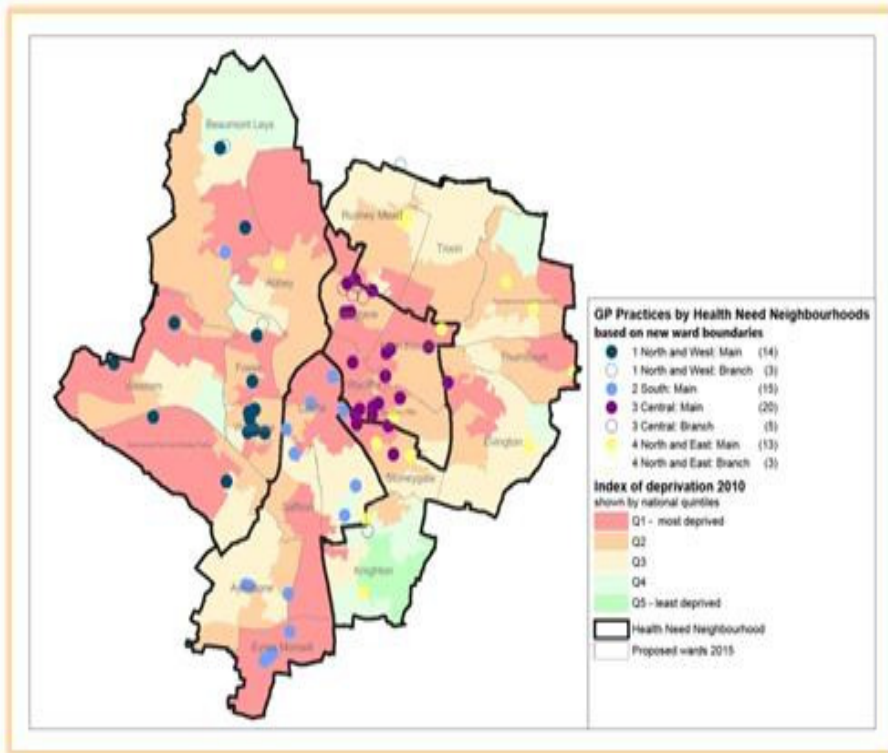 Beaumont Leys
Rushey Mead
Troon
Abbey
Thurncourt
Fosse
Western
Evington
Stoneygate
Saffron
Knighton
Aylestone
Eyres Monsell
GP Practices by Health Need Neighbourhoods
based on new ward boundaries
1 North and West: Main (14)
1 North and West: Branch (3)
2 South: Main (15)
3 Central: Main (20)
3 Central: Branch (5)
4 North and East: Main (13)
4 North and East: Branch (3)
Index of deprivation 2010
shown by national quintiles
Q1 - most deprived
Q2
Q3
Q4
Q5 - least deprived
Health Need Neighbourhood
Proposed wards 2015